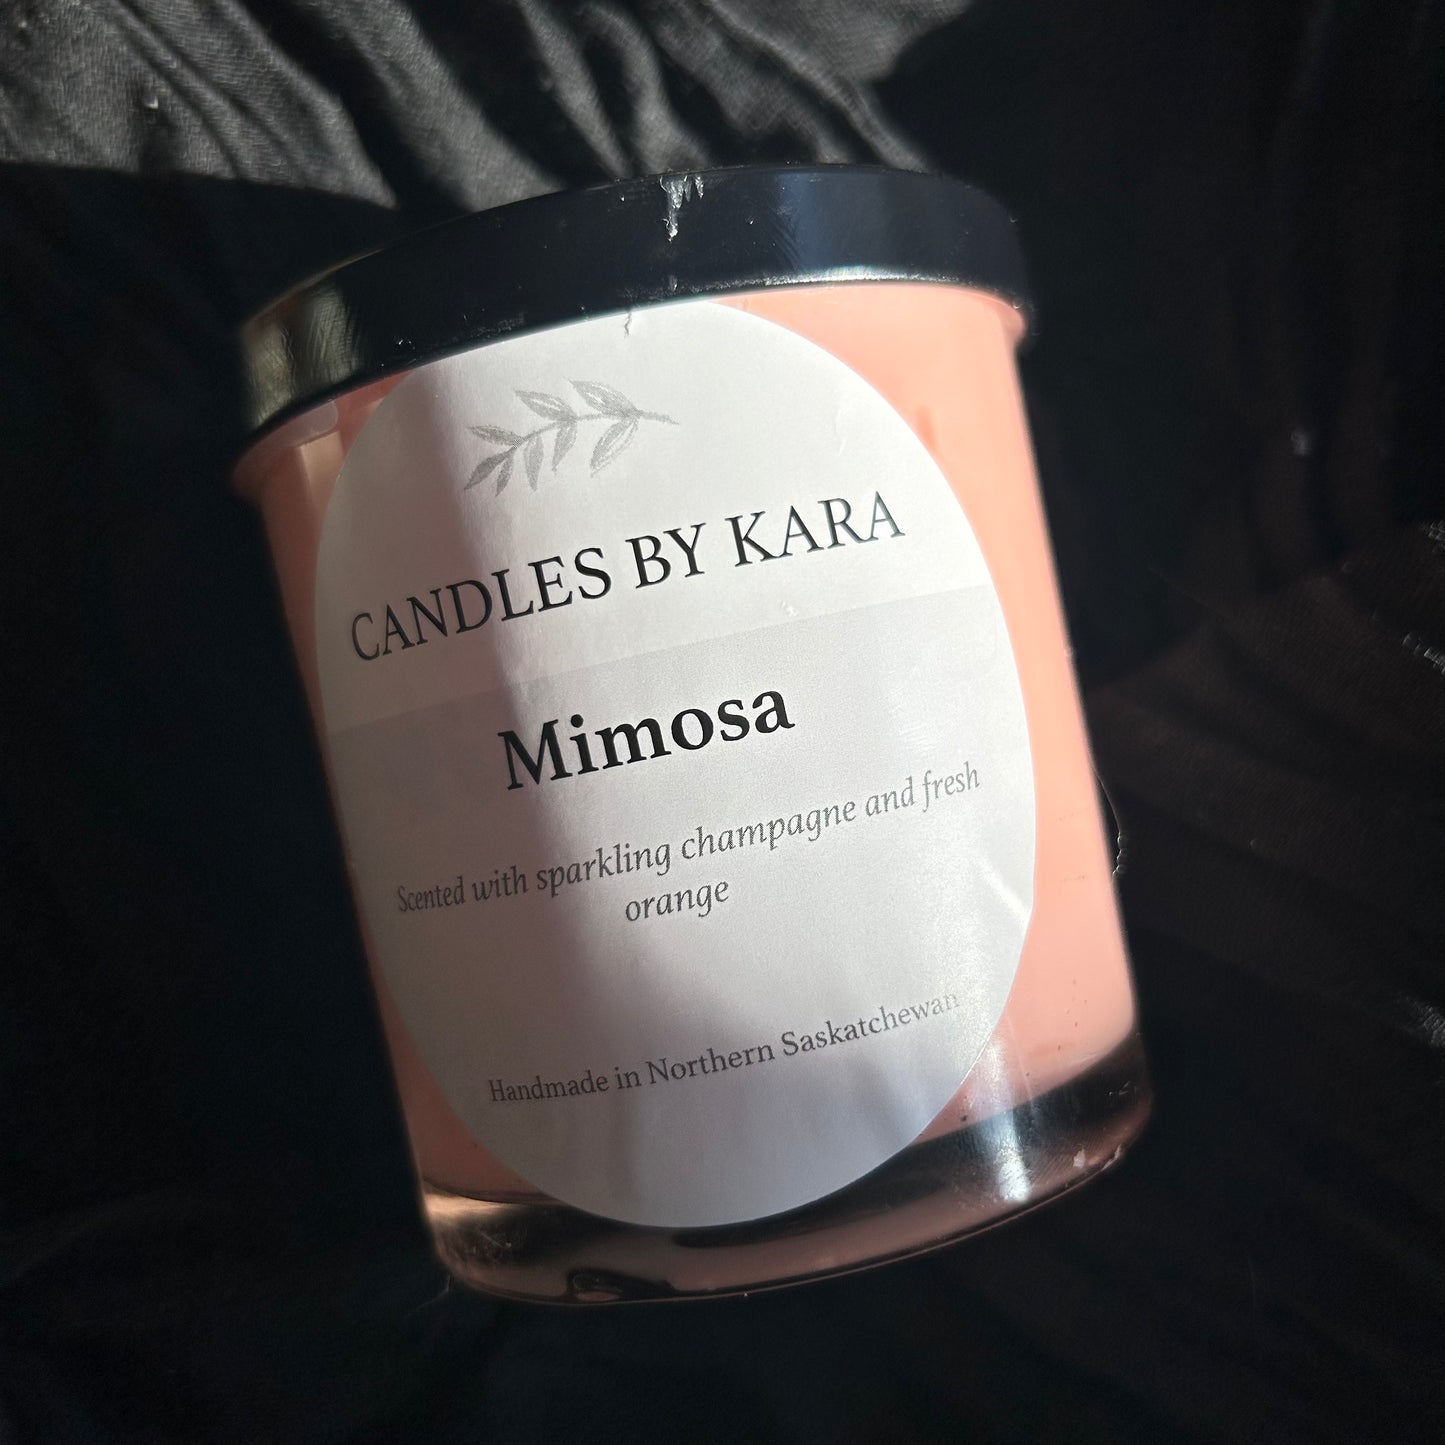 CANDLES BY KARA
Mimosa
Scented with sparkling champagne and fresh
orange
Handmade in Northern Saskatchewan